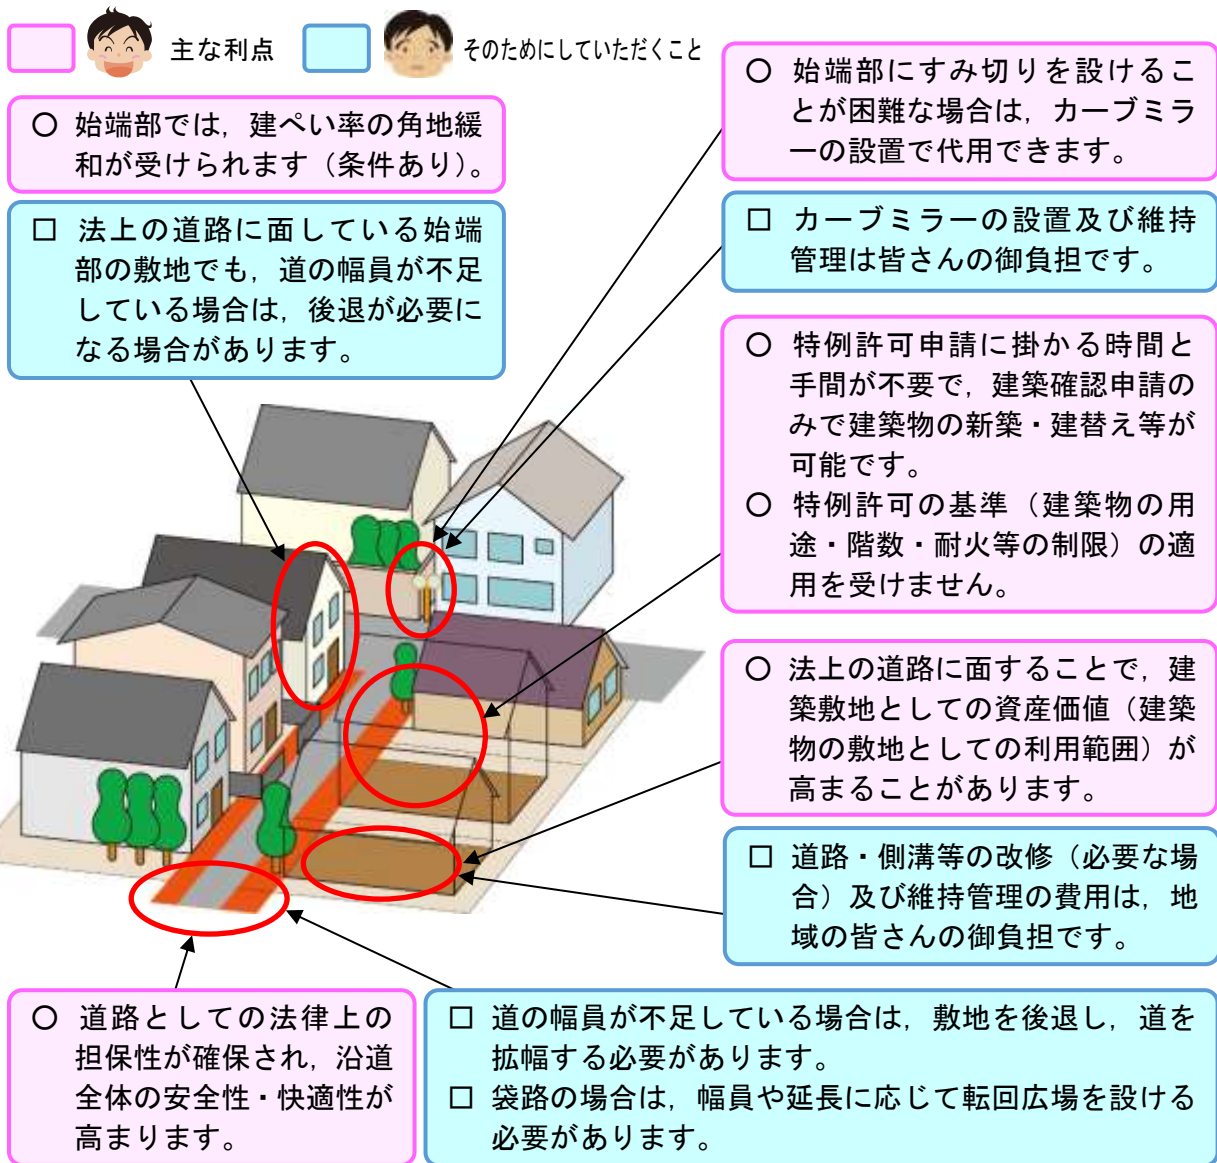 主な利点
そのためにしていただくこと
○ 始端部では，建ぺい率の角地緩
和が受けられます（条件あり）。
□ 法上の道路に面している始端
部の敷地でも，道の幅員が不足
している場合は，後退が必要に
なる場合があります。
○ 始端部にすみ切りを設けるこ
とが困難な場合は，カーブミラ
ーの設置で代用できます。
□ カーブミラーの設置及び維持
管理は皆さんの御負担です。
○ 特例許可申請に掛かる時間と
手間が不要で，建築確認申請の
みで建築物の新築・建替え等が
可能です。
○ 特例許可の基準（建築物の用
途・階数・耐火等の制限）の適
用を受けません。
○ 法上の道路に面することで，建
築敷地としての資産価値（建築
物の敷地としての利用範囲）が
高まることがあります。
□ 道路・側溝等の改修（必要な場
合）及び維持管理の費用は，地
域の皆さんの御負担です。
○ 道路としての法律上の
担保性が確保され，沿道
全体の安全性・快適性が
高まります。
□ 道の幅員が不足している場合は，敷地を後退し，道を
拡幅する必要があります。
□ 袋路の場合は，幅員や延長に応じて転回広場を設ける
必要があります。